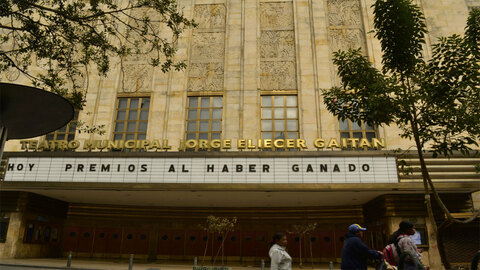 TEATRO MUNICIPAL JORGE ELIECER GAITAN
HOY PREMIOS AL HABER GANADO